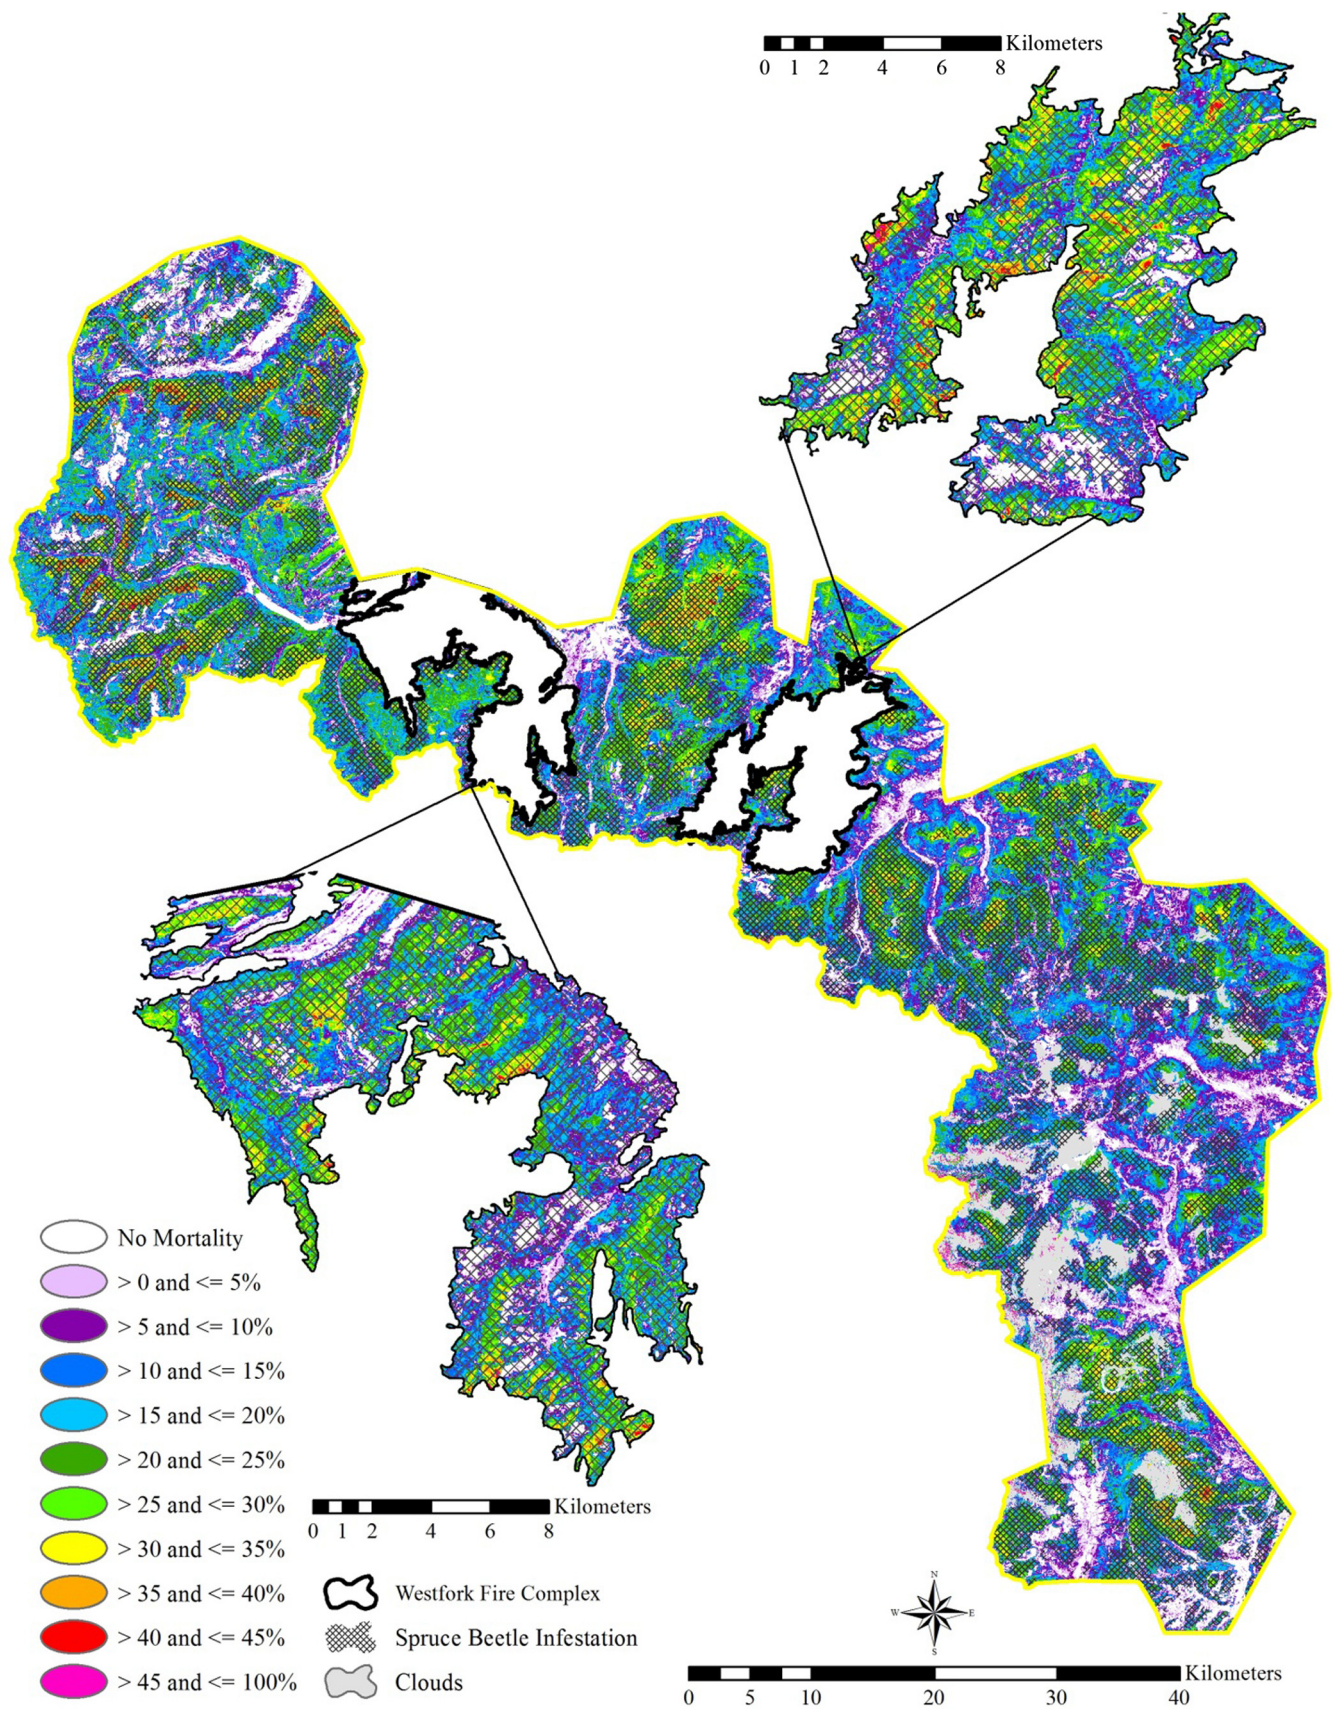 Kilometers
0 1 2 4 6 8
No Mortality
> 0 and <= 5%
> 5 and <= 10%
> 10 and <= 15%
> 15 and <= 20%
> 20 and <= 25%
> 25 and <= 30%
> 30 and <= 35%
> 35 and <= 40%
> 40 and <= 45%
> 45 and <= 100%
Kilometers
0 1 2 4 6 8
Westfork Fire Complex
Spruce Beetle Infestation
Clouds
N
W E
S
Kilometers
0 5 10 20 30 40